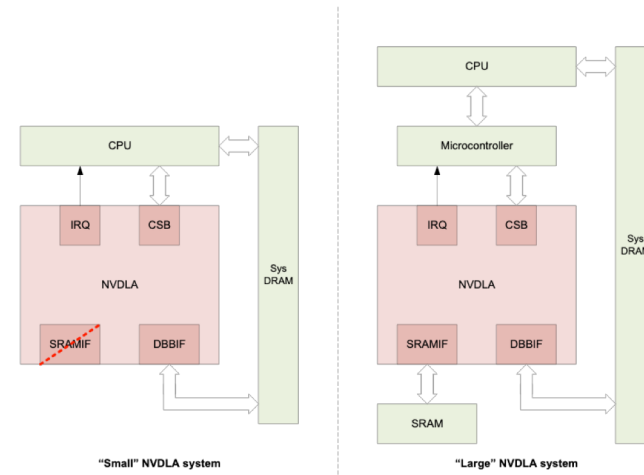 CPU
IRQ
CSB
NVDLA
SRAMIF
DBBIF
Sys
DRAM
"Small" NVDLA system
CPU
Microcontroller
IRQ
CSB
NVDLA
SRAMIF
DBBIF
SRAM
Sys
"Large" NVDLA system